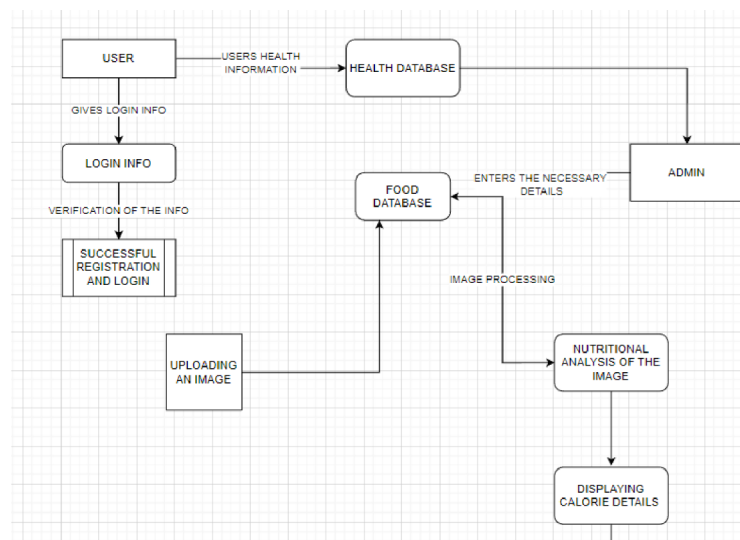 USER
USERS HEALTH
INFORMATION
HEALTH DATABASE
GIVES LOGIN INFO
LOGIN INFO
ENTERS THE NECESSARY
DETAILS
ADMIN
FOOD
DATABASE
VERIFICATION OF THE INFO
SUCCESSFUL
REGISTRATION
AND LOGIN
IMAGE PROCESSING
UPLOADING
AN IMAGE
NUTRITIONAL
ANALYSIS OF THE
IMAGE
DISPLAYING
CALORIE DETAILS